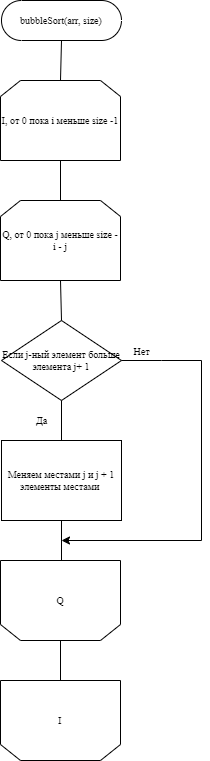 bubbleSort(arr, size)
I, от 0 пока i меньше size -1
Q, от 0 пока j меньше size -
i - j
Если j-ный элемент больше
элемента j+ 1
Нет
Да
Меняем местами j и j + 1
элементы местами
Q
I